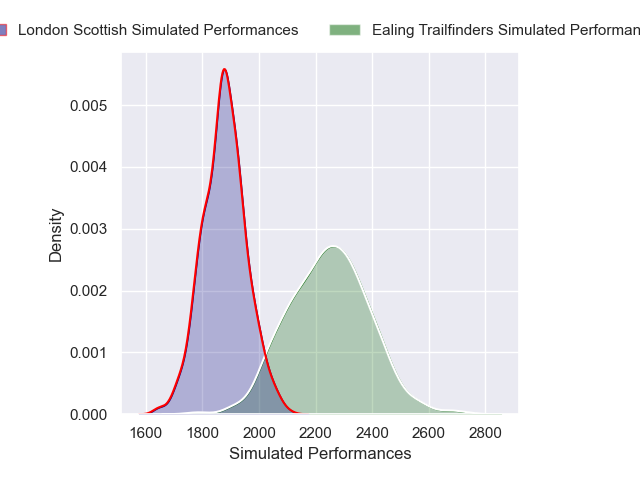 London Scottish Simulated Performances
Ealing Trailfinders Simulated Performan
0.005
0.004
0.003
0.002
0.001
0.000
Density
1600 1800 2000 2200 2400 2600 2800
Simulated Performances